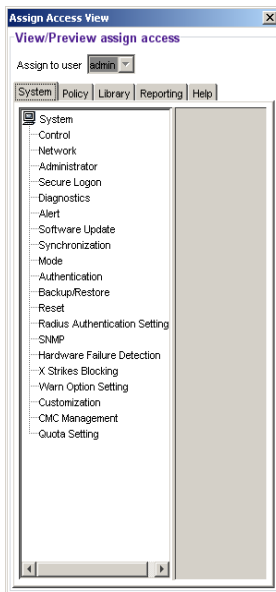 Assign Access View
View/Preview assign access
Assign to user admin
System Policy Library Reporting Help
System
Control
Network
Administrator
Secure Logon
Diagnostics
Alert
Software Update
Synchronization
Mode
Authentication
Backup/Restore
Reset
Radius Authentication Setting
SNMP
Hardware Failure Detection
X Strikes Blocking
Warn Option Setting
Customization
CMC Management
Quota Setting